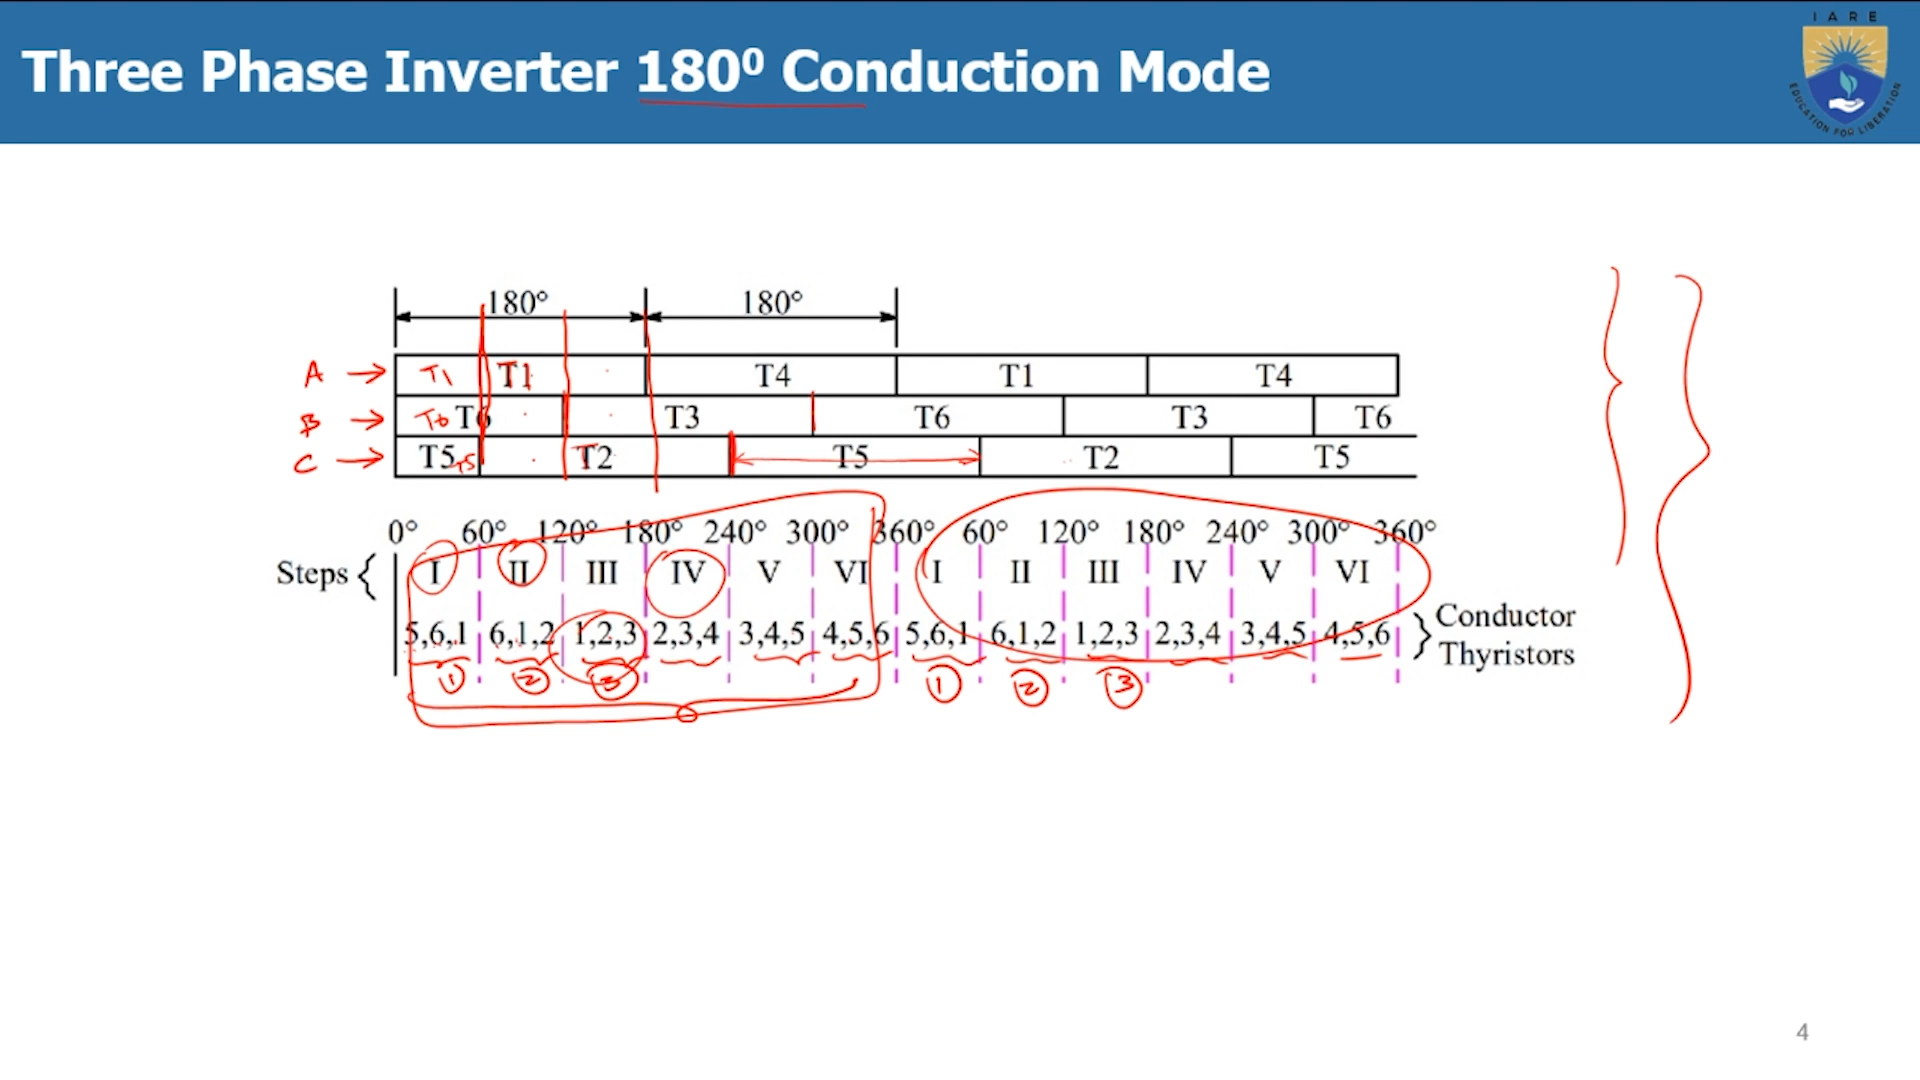 I A R E
EDUCATION FOR LIBERATION
Three Phase Inverter 180⁰ Conduction Mode
180° 180°
A → T1 T1 T4 T1 T4
B → T6 T6 T3 T6 T3 T6
C → T5 T5 T2 T5 T2 T5
0° 60° 120° 180° 240° 300° 360° 60° 120° 180° 240° 300° 360°
Steps { I II III IV V VI I II III IV V VI
5,6,1 6,1,2 1,2,3 2,3,4 3,4,5 4,5,6 5,6,1 6,1,2 1,2,3 2,3,4 3,4,5 4,5,6 } Conductor
Thyristors
① ② ③ ① ② ③
4